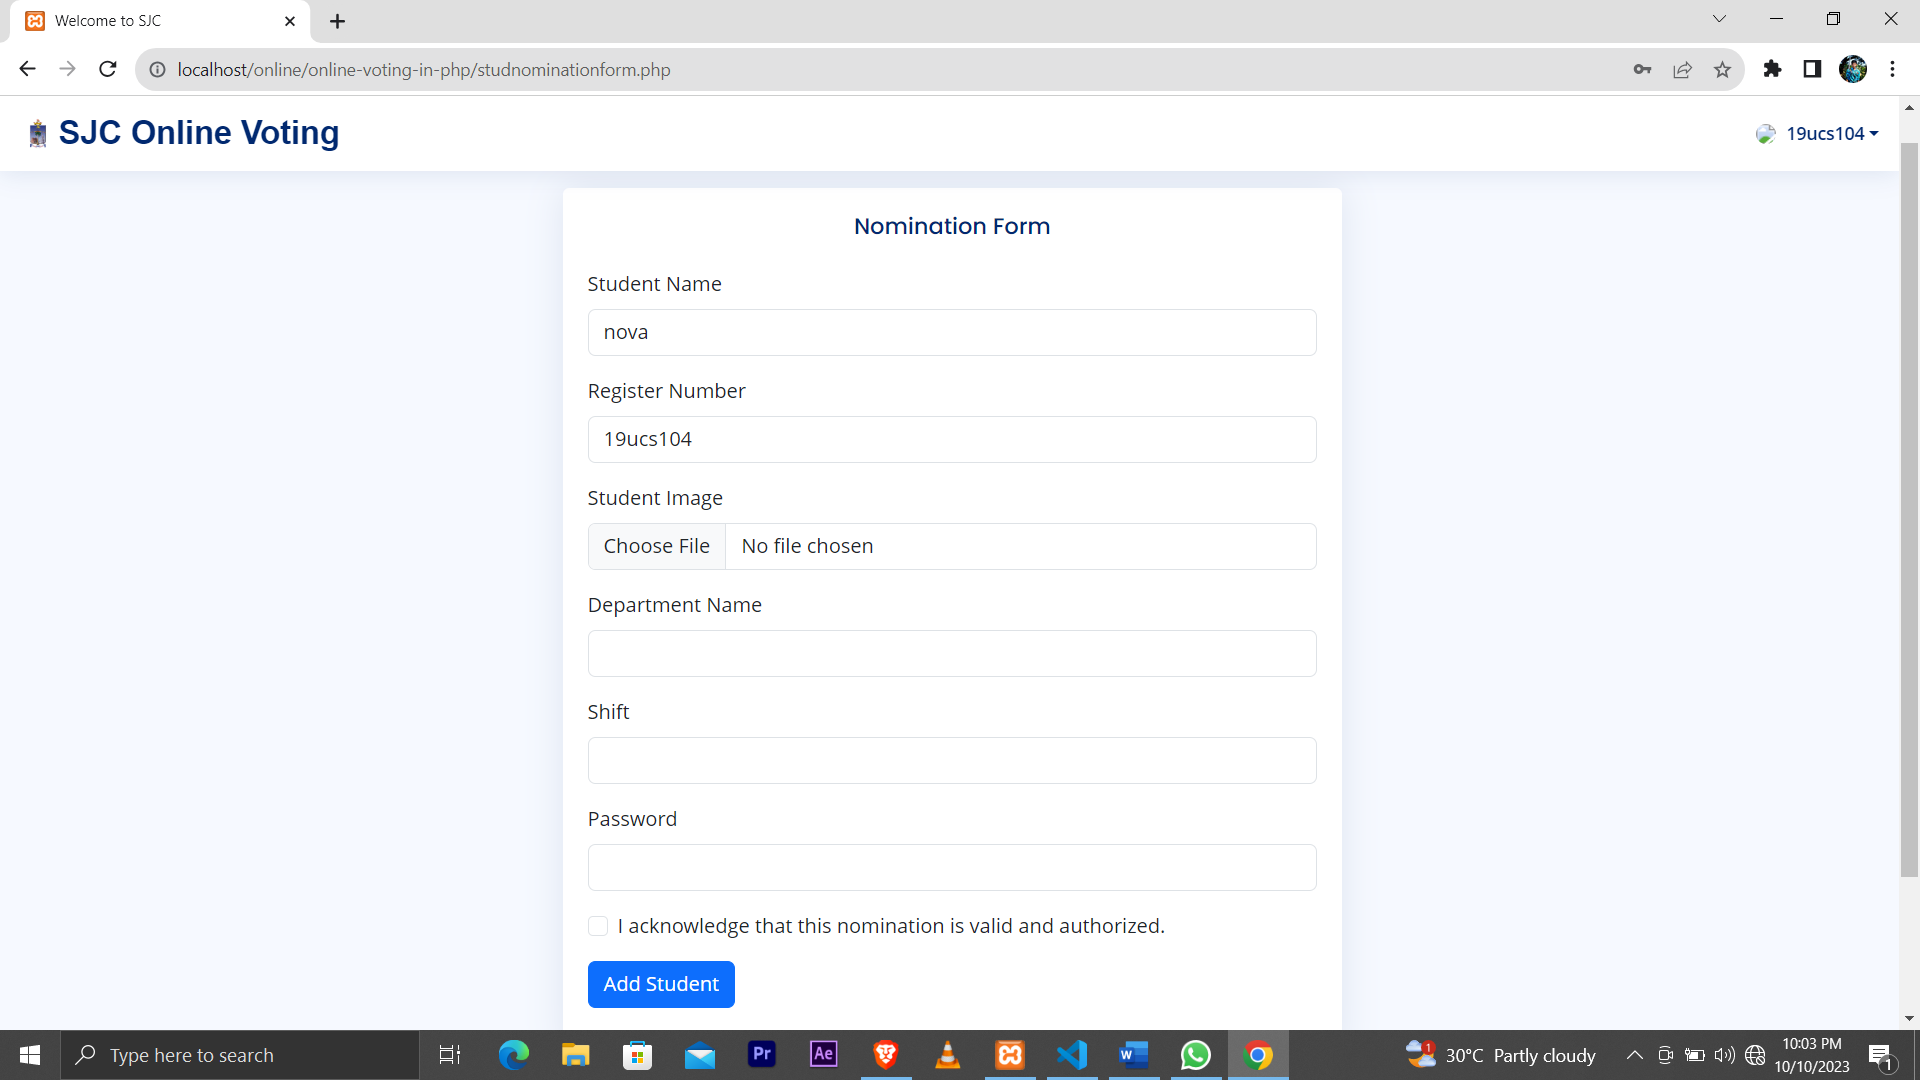 Welcome to SJC
localhost/online/online-voting-in-php/studnominationform.php
SJC Online Voting
19ucs104
Nomination Form
Student Name
nova
Register Number
19ucs104
Student Image
Choose File No file chosen
Department Name
Shift
Password
I acknowledge that this nomination is valid and authorized.
Add Student
Type here to search
Pr
Ae
W
1
30°C Partly cloudy
10:03 PM
10/10/2023
1